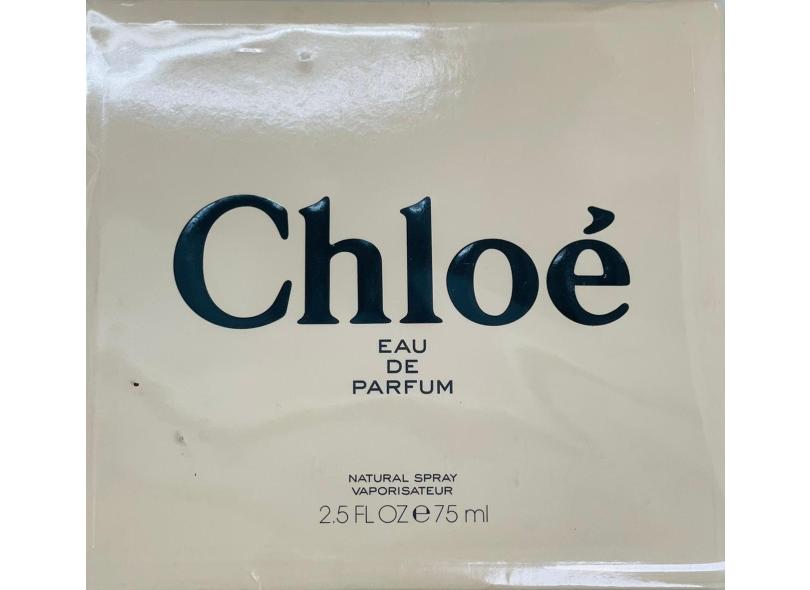 Chloé
EAU
DE
PARFUM
NATURAL SPRAY
VAPORISATEUR
2.5 FL OZ ℮ 75 ml